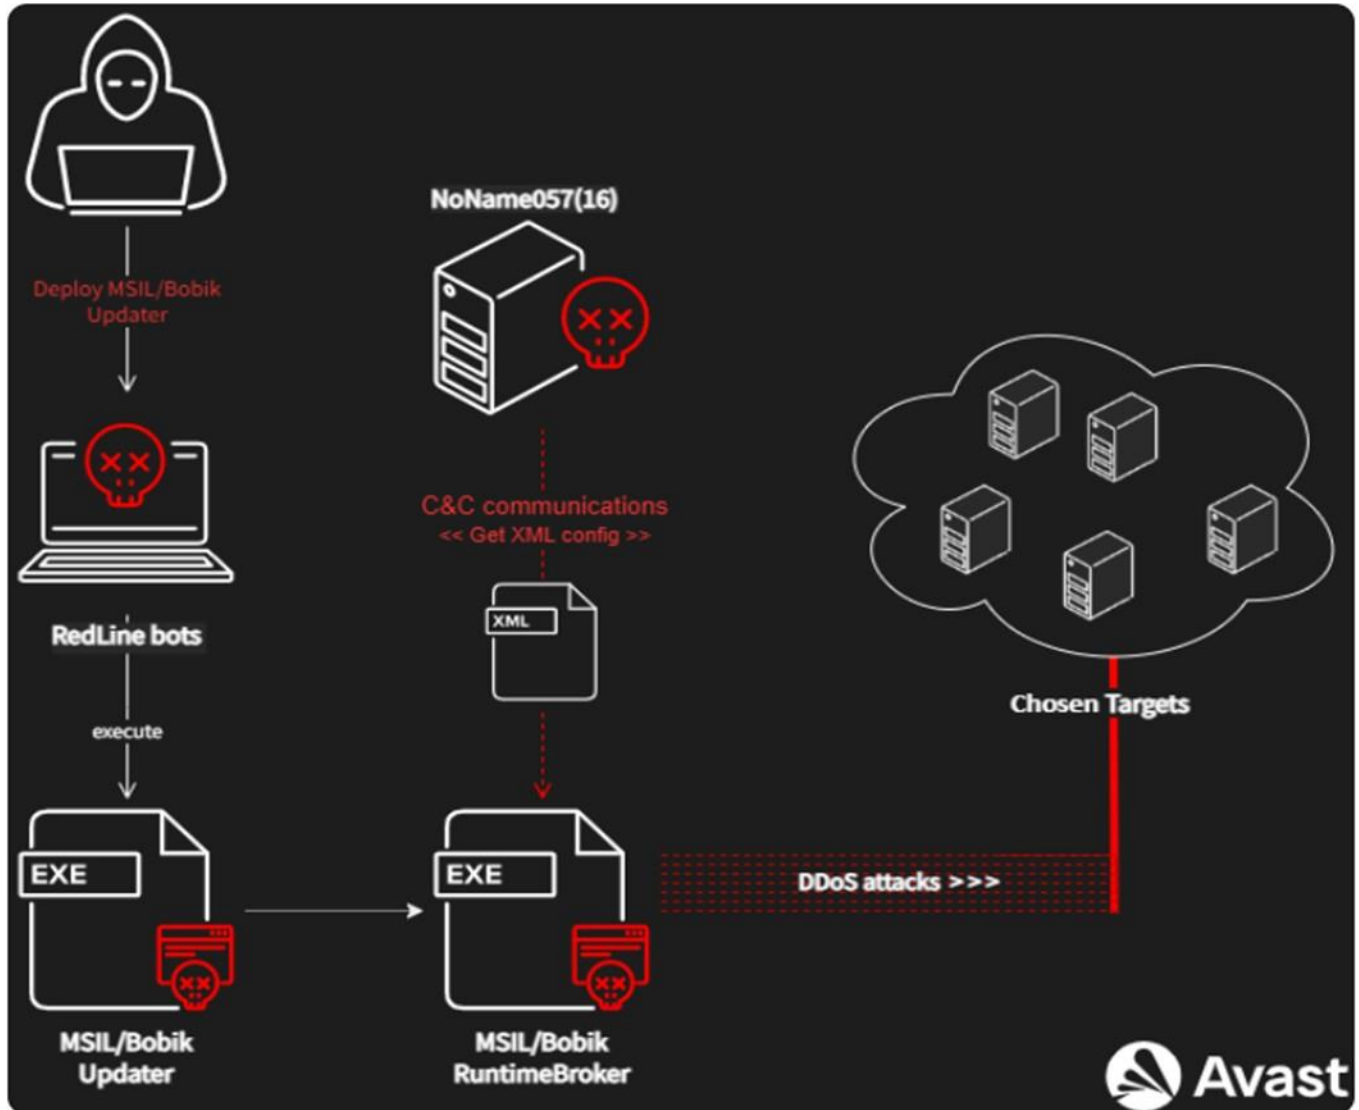 NoName057(16)
Deploy MSIL/Bobik
Updater
C&C communications
<< Get XML config >>
XML
RedLine bots
execute
Chosen Targets
EXE
EXE
DDoS attacks >>>
MSIL/Bobik
Updater
MSIL/Bobik
RuntimeBroker
Avast